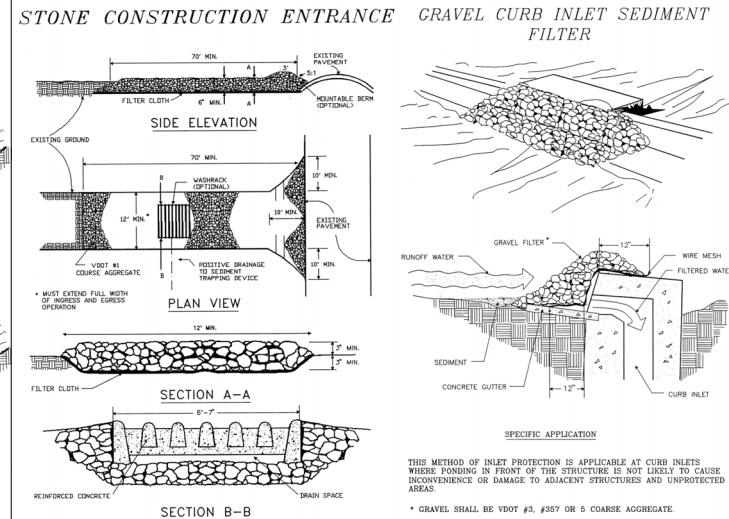 STONE CONSTRUCTION ENTRANCE
70' MIN.
A
3'
5:1
EXISTING
PAVEMENT
FILTER CLOTH
6" MIN.
A
MOUNTABLE BERM
(OPTIONAL)
SIDE ELEVATION
EXISTING GROUND
70' MIN.
B
WASHRACK
(OPTIONAL)
10' MIN.
12' MIN.*
10' MIN.
EXISTING
PAVEMENT
VDOT #1
COURSE AGGREGATE
B
POSITIVE DRAINAGE
TO SEDIMENT
TRAPPING DEVICE
10' MIN.
* MUST EXTEND FULL WIDTH
OF INGRESS AND EGRESS
OPERATION
PLAN VIEW
12' MIN.
3" MIN.
3" MIN.
FILTER CLOTH
SECTION A-A
6'-7'
REINFORCED CONCRETE
DRAIN SPACE
SECTION B-B
GRAVEL CURB INLET SEDIMENT
FILTER
GRAVEL FILTER*
12"
RUNOFF WATER
WIRE MESH
FILTERED WATE
SEDIMENT
CONCRETE GUTTER
12"
CURB INLET
SPECIFIC APPLICATION
THIS METHOD OF INLET PROTECTION IS APPLICABLE AT CURB INLETS
WHERE PONDING IN FRONT OF THE STRUCTURE IS NOT LIKELY TO CAUSE
INCONVENIENCE OR DAMAGE TO ADJACENT STRUCTURES AND UNPROTECTED
AREAS.
* GRAVEL SHALL BE VDOT #3, #357 OR 5 COARSE AGGREGATE.